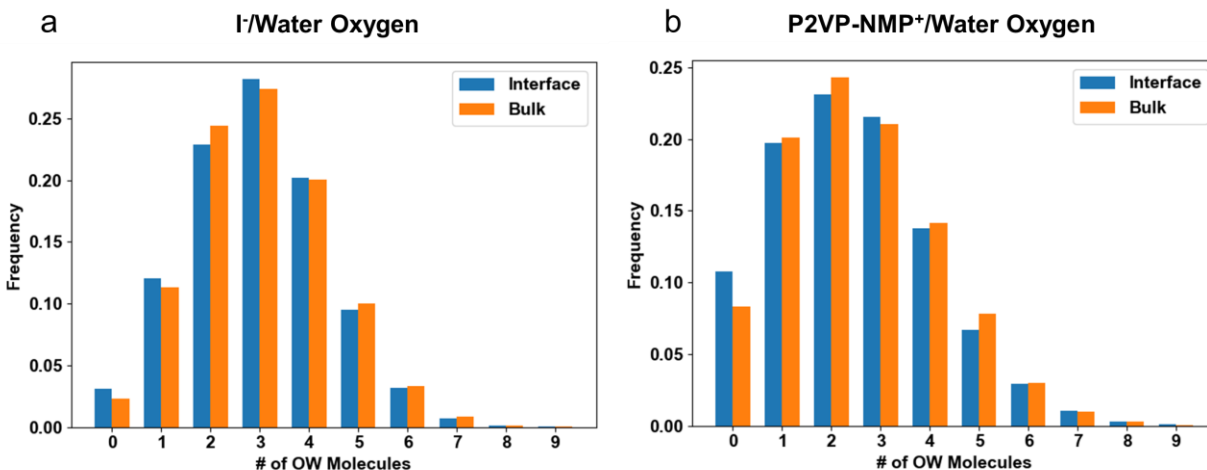 a
I⁻/Water Oxygen
Interface
Bulk
Frequency
0.25
0.20
0.15
0.10
0.05
0.00
0 1 2 3 4 5 6 7 8 9
# of OW Molecules
b
P2VP-NMP⁺/Water Oxygen
Interface
Bulk
Frequency
0.25
0.20
0.15
0.10
0.05
0.00
0 1 2 3 4 5 6 7 8 9
# of OW Molecules